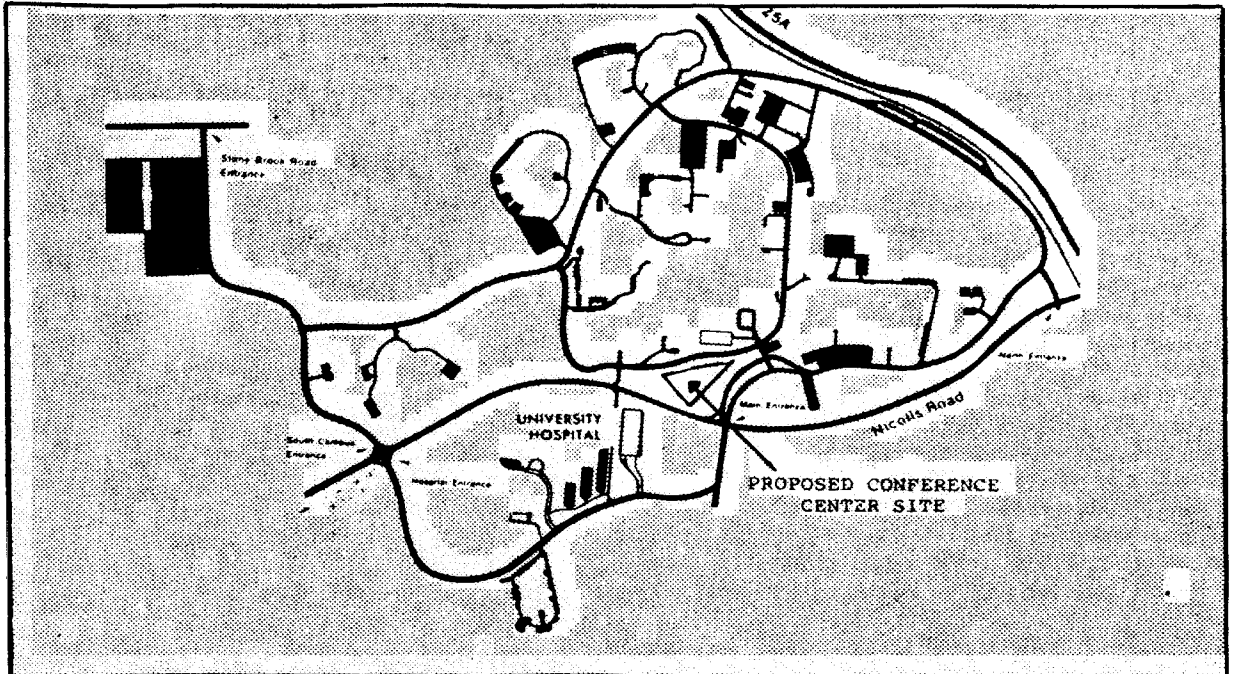 25A
Stony Brook Road
Entrance
Main Entrance
Nicolls Road
Main Entrance
UNIVERSITY
HOSPITAL
South Campus
Entrance
Hospital Entrance
PROPOSED CONFERENCE
CENTER SITE